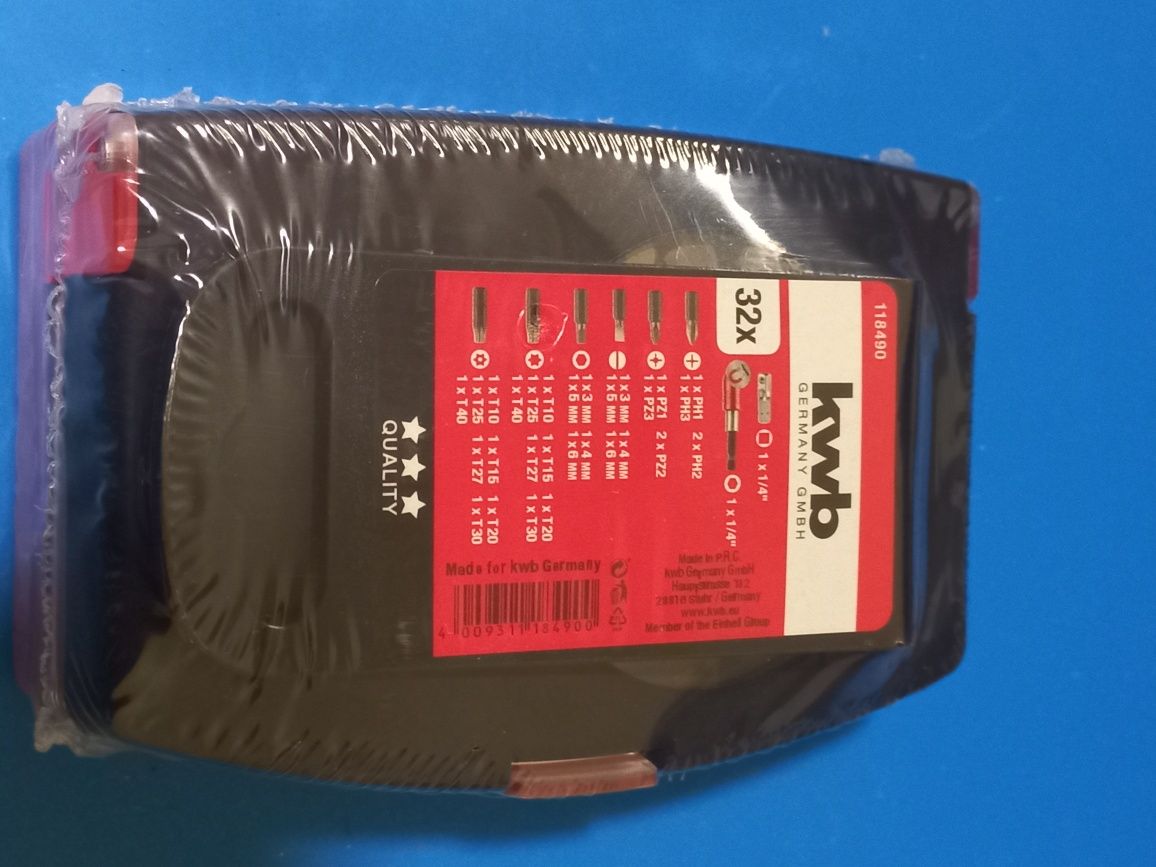 118490
kwb
GERMANY GMBH
32x
1 x 1/4"
1 x 1/4"
1 x PH1 2 x PH2
1 x PH3
1 x PZ1 2 x PZ2
1 x PZ3
1 x 3 MM 1 x 4 MM
1 x 5 MM 1 x 6 MM
1 x 3 MM 1 x 4 MM
1 x 5 MM 1 x 6 MM
1 x T10 1 x T15 1 x T20
1 x T25 1 x T27 1 x T30
1 x T40
1 x T10 1 x T15 1 x T20
1 x T25 1 x T27 1 x T30
1 x T40
Made in P.R.C.
kwb Germany GmbH
Hauptstrasse 132
28816 Stuhr / Germany
www.kwb.eu
Member of the Einhell Group
Made for kwb Germany
4 009311 184900
QUALITY